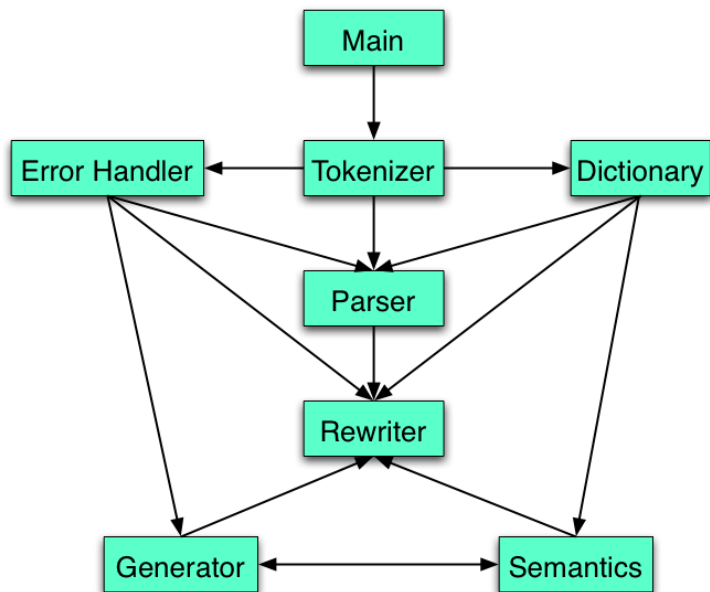 Main
Error Handler
Tokenizer
Dictionary
Parser
Rewriter
Generator
Semantics